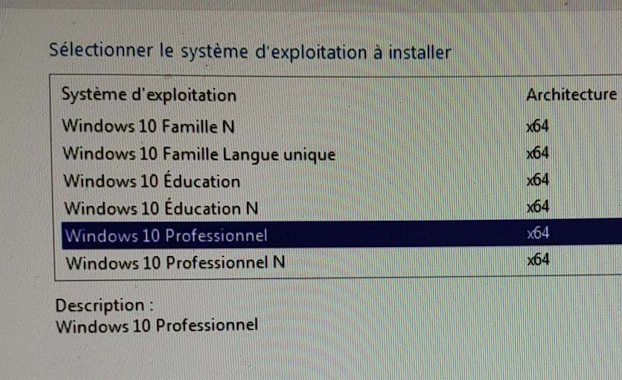 Sélectionner le système d'exploitation à installer
Système d'exploitation Architecture
Windows 10 Famille N x64
Windows 10 Famille Langue unique x64
Windows 10 Éducation x64
Windows 10 Éducation N x64
Windows 10 Professionnel x64
Windows 10 Professionnel N x64
Description :
Windows 10 Professionnel